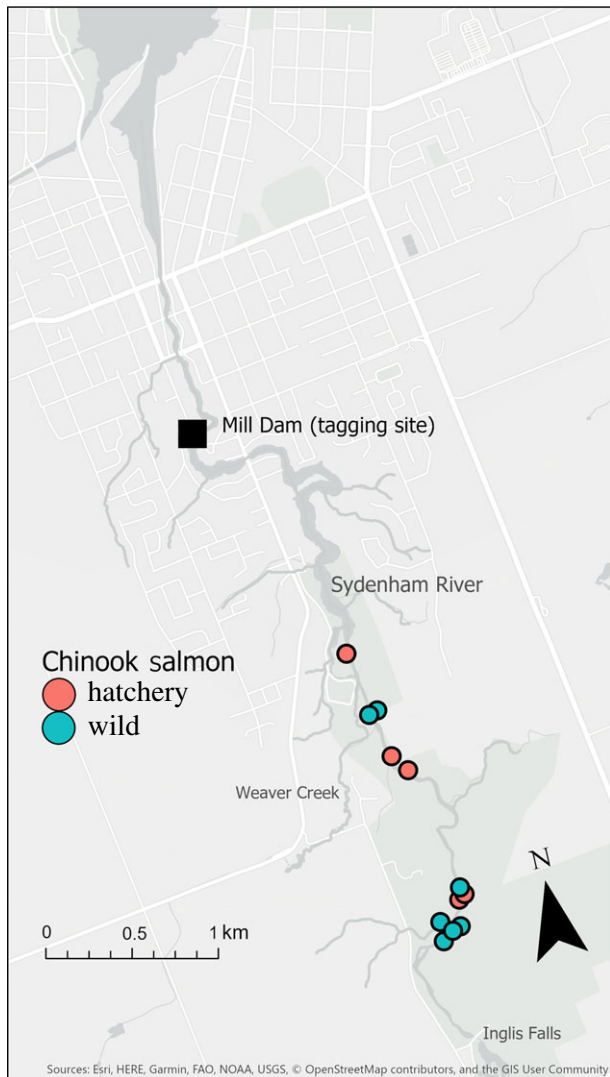 Mill Dam (tagging site)
Sydenham River
Chinook salmon
hatchery
wild
Weaver Creek
N
0 0.5 1 km
Inglis Falls
Sources: Esri, HERE, Garmin, FAO, NOAA, USGS, © OpenStreetMap contributors, and the GIS User Community